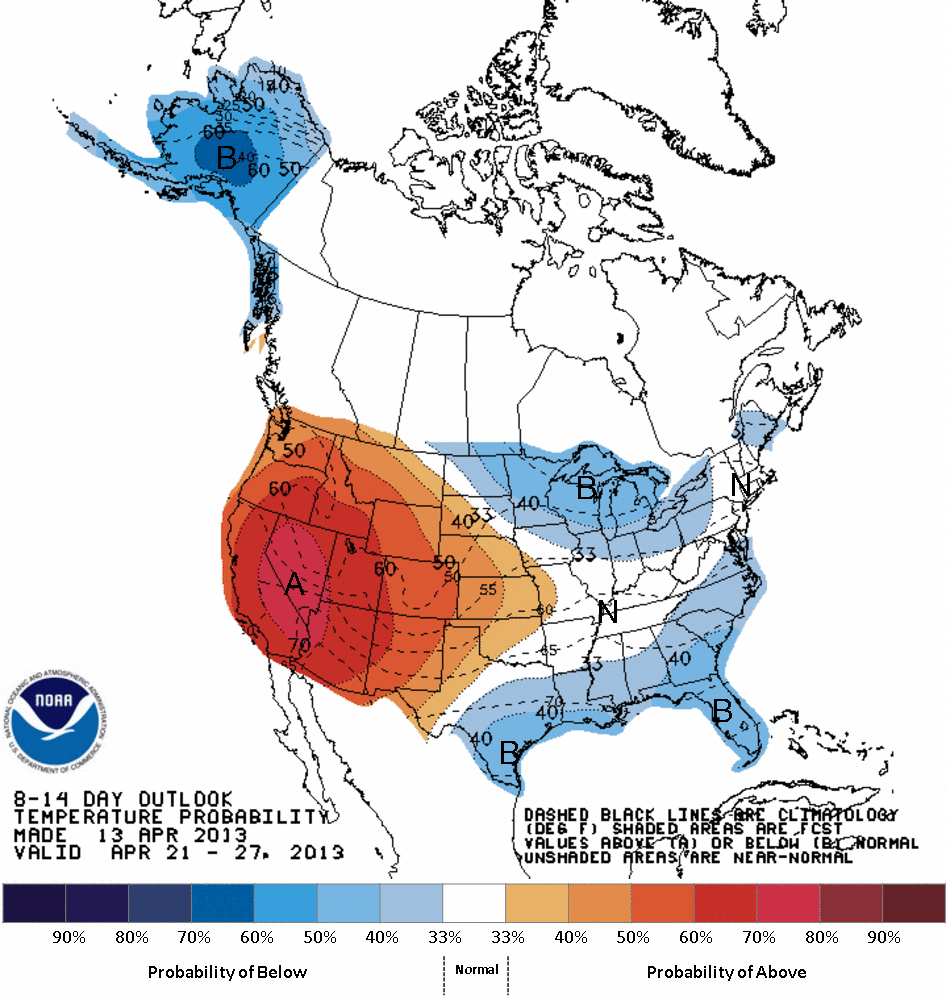 40
50
60
B
40
60
50
50
60
N
B
40
40
33
33
50
60
50
55
A
60
N
65
70
33
40
70
40
B
40
B
NATIONAL OCEANIC AND ATMOSPHERIC ADMINISTRATION
NOAA
U.S. DEPARTMENT OF COMMERCE
8-14 DAY OUTLOOK
TEMPERATURE PROBABILITY
MADE 13 APR 2013
VALID APR 21 - 27, 2013
DASHED BLACK LINES ARE CLIMATOLOGY
(DEG F) SHADED AREAS ARE FCST
VALUES ABOVE (A) OR BELOW (B) NORMAL
UNSHADED AREAS ARE NEAR-NORMAL
90% 80% 70% 60% 50% 40% 33% 33% 40% 50% 60% 70% 80% 90%
Probability of Below Normal Probability of Above